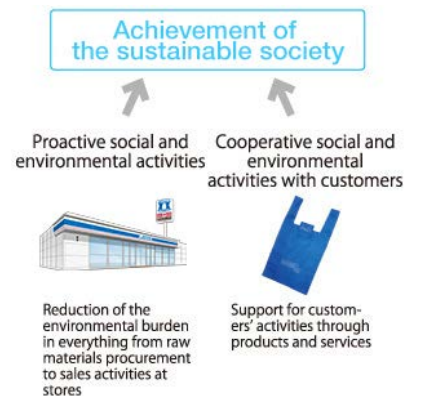 Achievement of
the sustainable society
Proactive social and
environmental activities
Cooperative social and
environmental
activities with customers
Reduction of the
environmental burden
in everything from raw
materials procurement
to sales activities at
stores
Support for custom-
ers' activities through
products and services